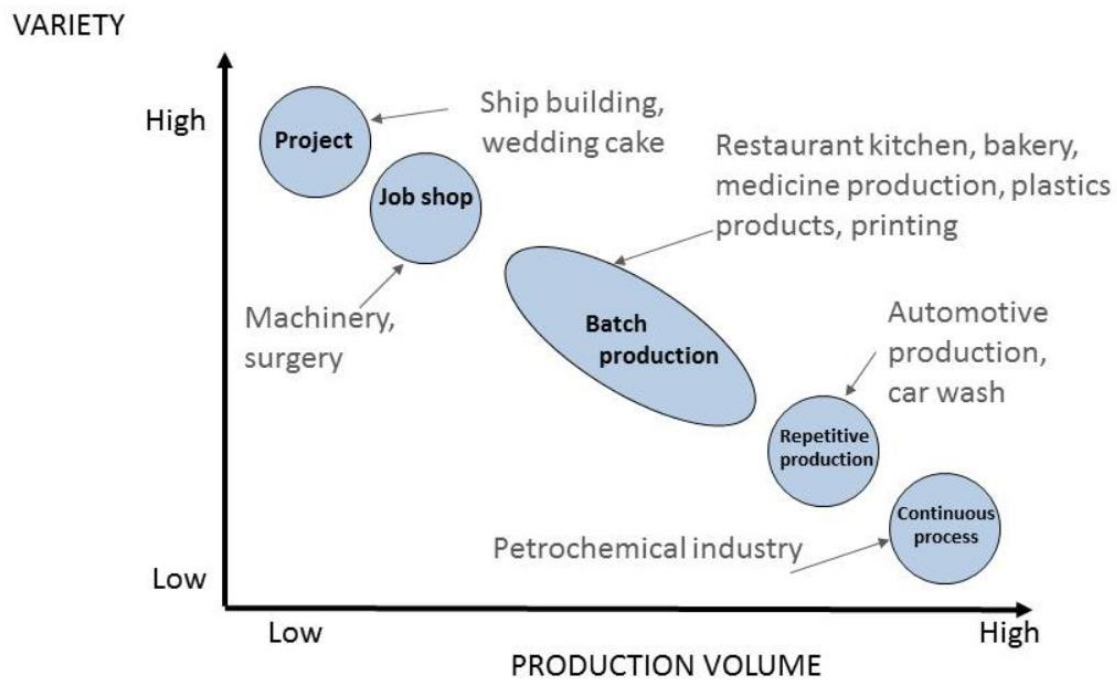 VARIETY
High
Project
Ship building,
wedding cake
Job shop
Restaurant kitchen, bakery,
medicine production, plastics
products, printing
Machinery,
surgery
Batch
production
Automotive
production,
car wash
Repetitive
production
Continuous
process
Petrochemical industry
Low
Low
High
PRODUCTION VOLUME